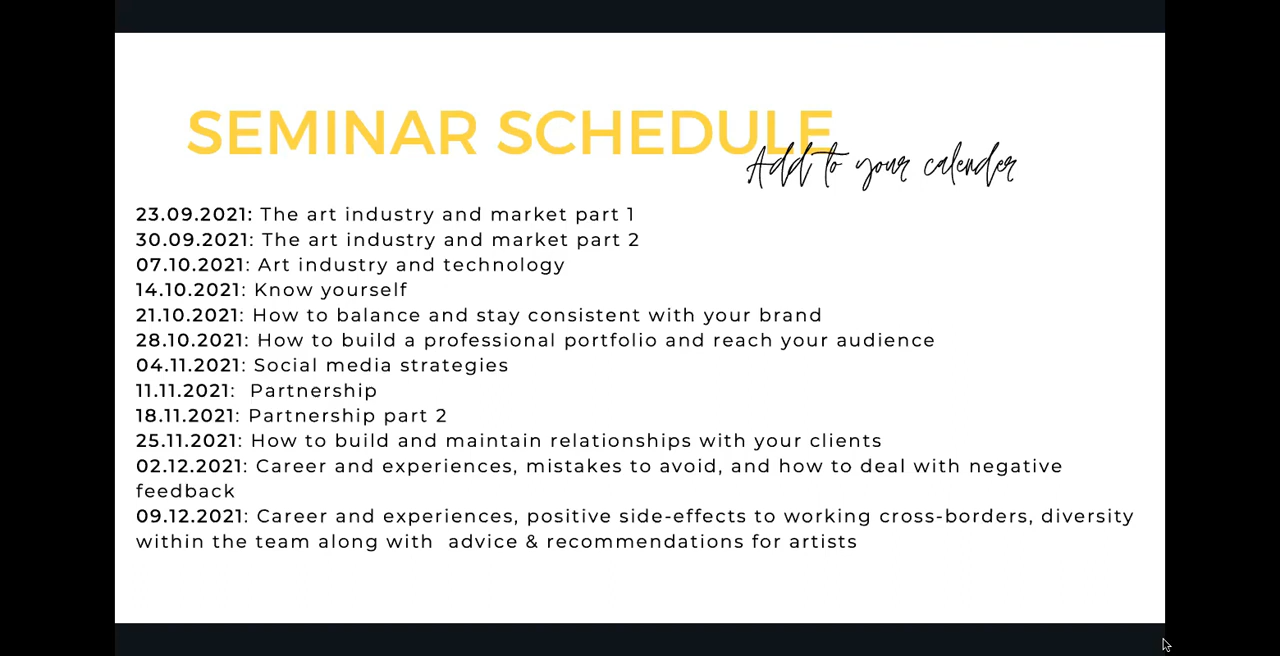 SEMINAR SCHEDULE
Add to your calender
23.09.2021: The art industry and market part 1
30.09.2021: The art industry and market part 2
07.10.2021: Art industry and technology
14.10.2021: Know yourself
21.10.2021: How to balance and stay consistent with your brand
28.10.2021: How to build a professional portfolio and reach your audience
04.11.2021: Social media strategies
11.11.2021:  Partnership
18.11.2021: Partnership part 2
25.11.2021: How to build and maintain relationships with your clients
02.12.2021: Career and experiences, mistakes to avoid, and how to deal with negative
feedback
09.12.2021: Career and experiences, positive side-effects to working cross-borders, diversity
within the team along with  advice & recommendations for artists